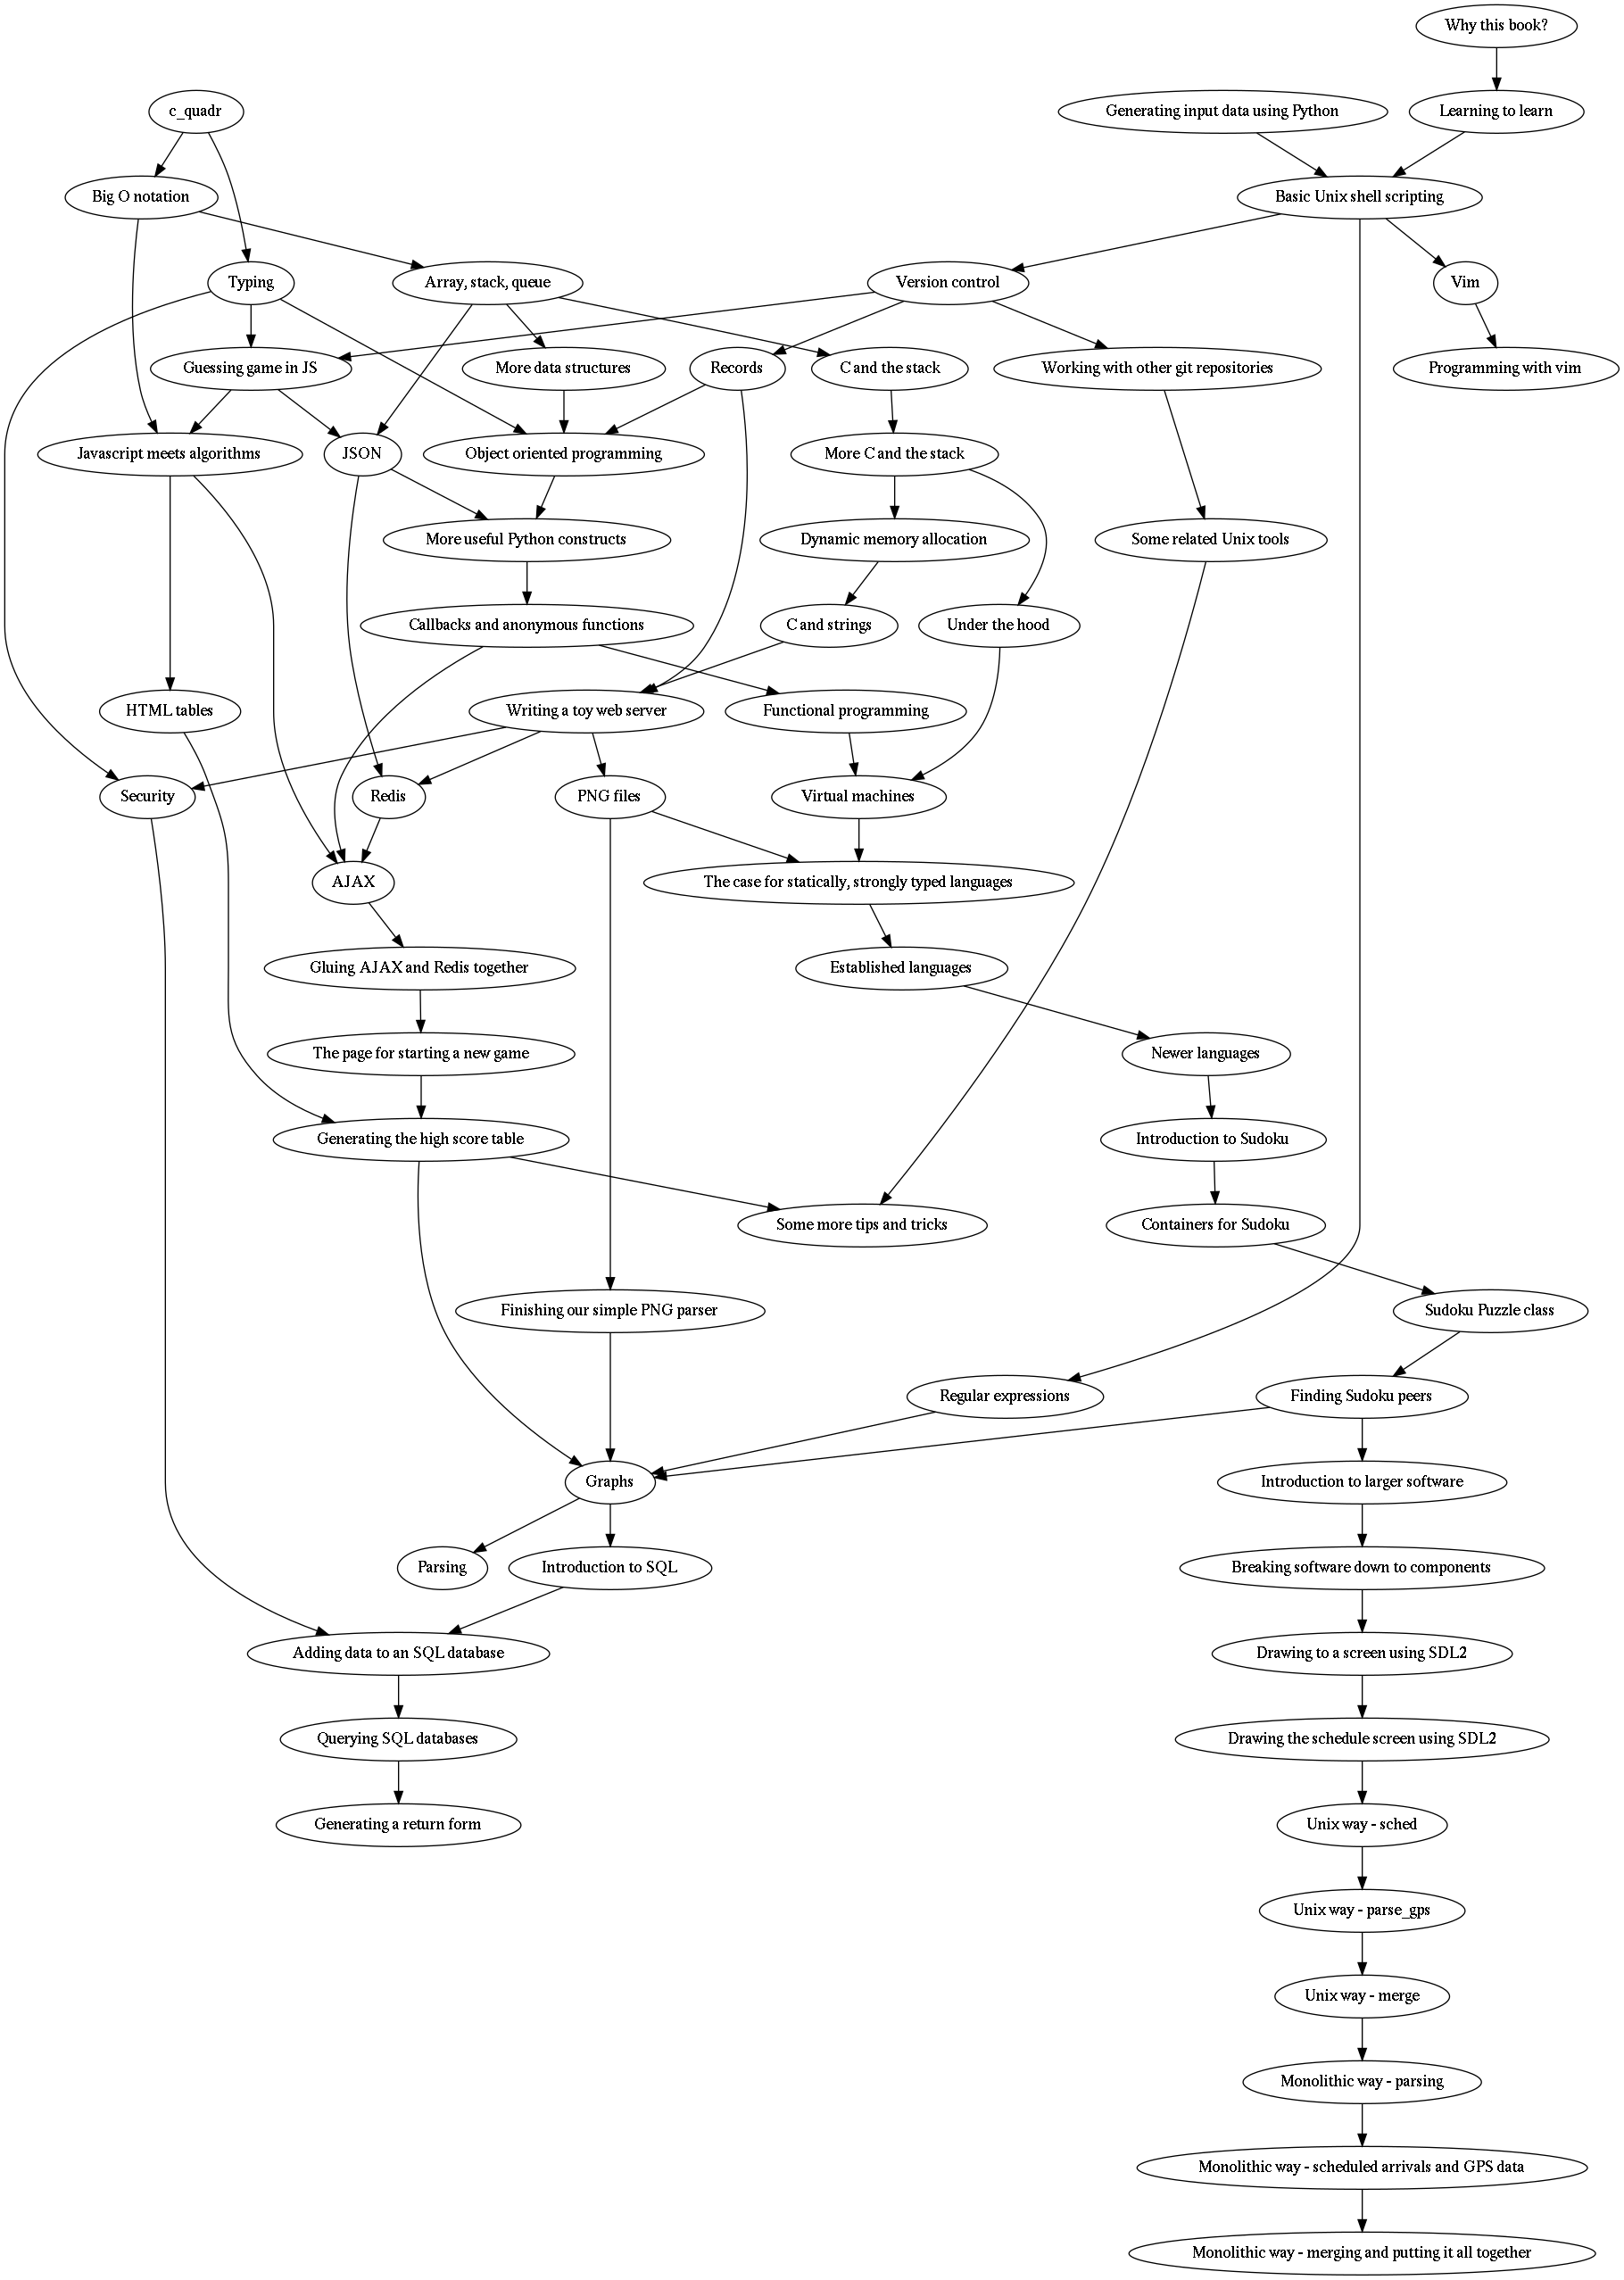 Why this book?
c_quadr
Generating input data using Python
Learning to learn
Big O notation
Basic Unix shell scripting
Typing
Array, stack, queue
Version control
Vim
Guessing game in JS
More data structures
Records
C and the stack
Working with other git repositories
Programming with vim
Javascript meets algorithms
JSON
Object oriented programming
More C and the stack
More useful Python constructs
Dynamic memory allocation
Some related Unix tools
Callbacks and anonymous functions
C and strings
Under the hood
HTML tables
Writing a toy web server
Functional programming
Security
Redis
PNG files
Virtual machines
AJAX
The case for statically, strongly typed languages
Gluing AJAX and Redis together
Established languages
The page for starting a new game
Newer languages
Generating the high score table
Introduction to Sudoku
Some more tips and tricks
Containers for Sudoku
Finishing our simple PNG parser
Sudoku Puzzle class
Regular expressions
Finding Sudoku peers
Graphs
Introduction to larger software
Parsing
Introduction to SQL
Breaking software down to components
Adding data to an SQL database
Drawing to a screen using SDL2
Querying SQL databases
Drawing the schedule screen using SDL2
Generating a return form
Unix way - sched
Unix way - parse_gps
Unix way - merge
Monolithic way - parsing
Monolithic way - scheduled arrivals and GPS data
Monolithic way - merging and putting it all together